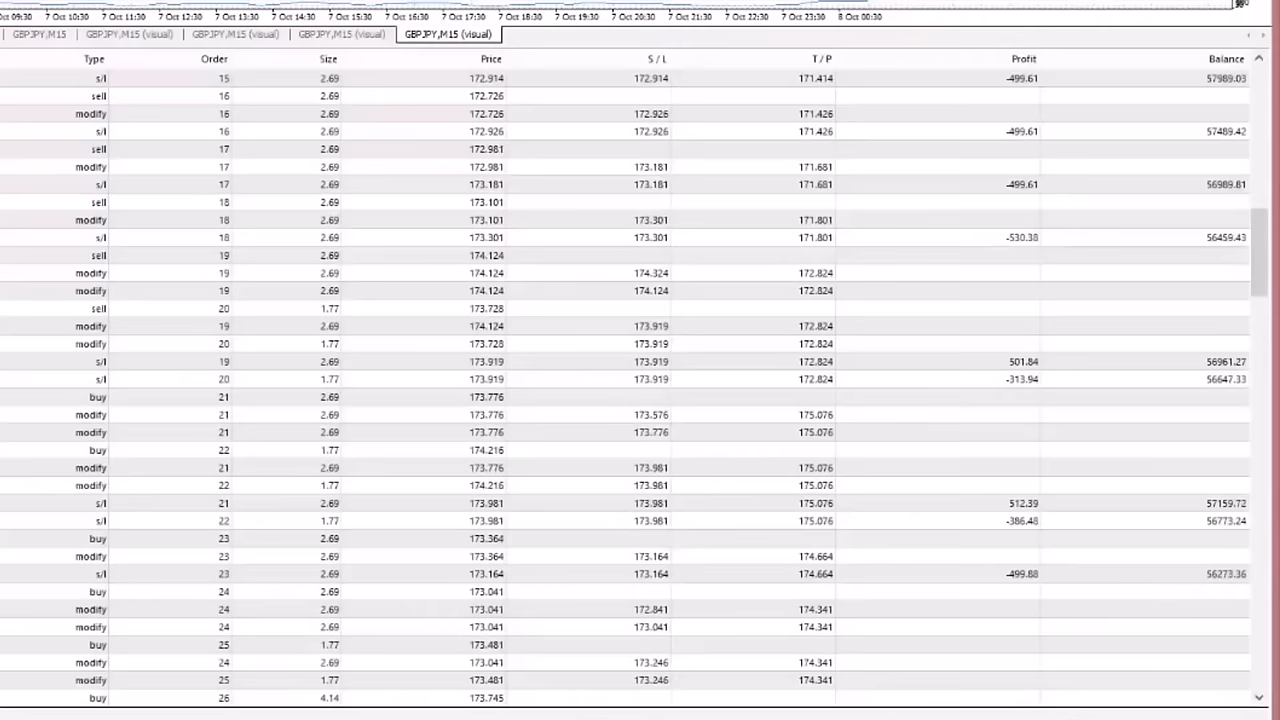 09:30 7 Oct 10:30 7 Oct 11:30 7 Oct 12:30 7 Oct 13:30 7 Oct 14:30 7 Oct 15:30 7 Oct 16:30 7 Oct 17:30 7 Oct 18:30 7 Oct 19:30 7 Oct 20:30 7 Oct 21:30 7 Oct 22:30 7 Oct 23:30 8 Oct 00:30
GBPJPY,M15 GBPJPY,M15 (visual) GBPJPY,M15 (visual) GBPJPY,M15 (visual) GBPJPY,M15 (visual)
Type Order Size Price S / L T / P Profit Balance
s/l 15 2.69 172.914 172.914 171.414 -499.61 57989.03
sell 16 2.69 172.726
modify 16 2.69 172.726 172.926 171.426
s/l 16 2.69 172.926 172.926 171.426 -499.61 57489.42
sell 17 2.69 172.981
modify 17 2.69 172.981 173.181 171.681
s/l 17 2.69 173.181 173.181 171.681 -499.61 56989.81
sell 18 2.69 173.101
modify 18 2.69 173.101 173.301 171.801
s/l 18 2.69 173.301 173.301 171.801 -530.38 56459.43
sell 19 2.69 174.124
modify 19 2.69 174.124 174.324 172.824
modify 19 2.69 174.124 174.124 172.824
sell 20 1.77 173.728
modify 19 2.69 174.124 173.919 172.824
modify 20 1.77 173.728 173.919 172.824
s/l 19 2.69 173.919 173.919 172.824 501.84 56961.27
s/l 20 1.77 173.919 173.919 172.824 -313.94 56647.33
buy 21 2.69 173.776
modify 21 2.69 173.776 173.576 175.076
modify 21 2.69 173.776 173.776 175.076
buy 22 1.77 174.216
modify 21 2.69 173.776 173.981 175.076
modify 22 1.77 174.216 173.981 175.076
s/l 21 2.69 173.981 173.981 175.076 512.39 57159.72
s/l 22 1.77 173.981 173.981 175.076 -386.48 56773.24
buy 23 2.69 173.364
modify 23 2.69 173.364 173.164 174.664
s/l 23 2.69 173.164 173.164 174.664 -499.88 56273.36
buy 24 2.69 173.041
modify 24 2.69 173.041 172.841 174.341
modify 24 2.69 173.041 173.041 174.341
buy 25 1.77 173.481
modify 24 2.69 173.041 173.246 174.341
modify 25 1.77 173.481 173.246 174.341
buy 26 4.14 173.745